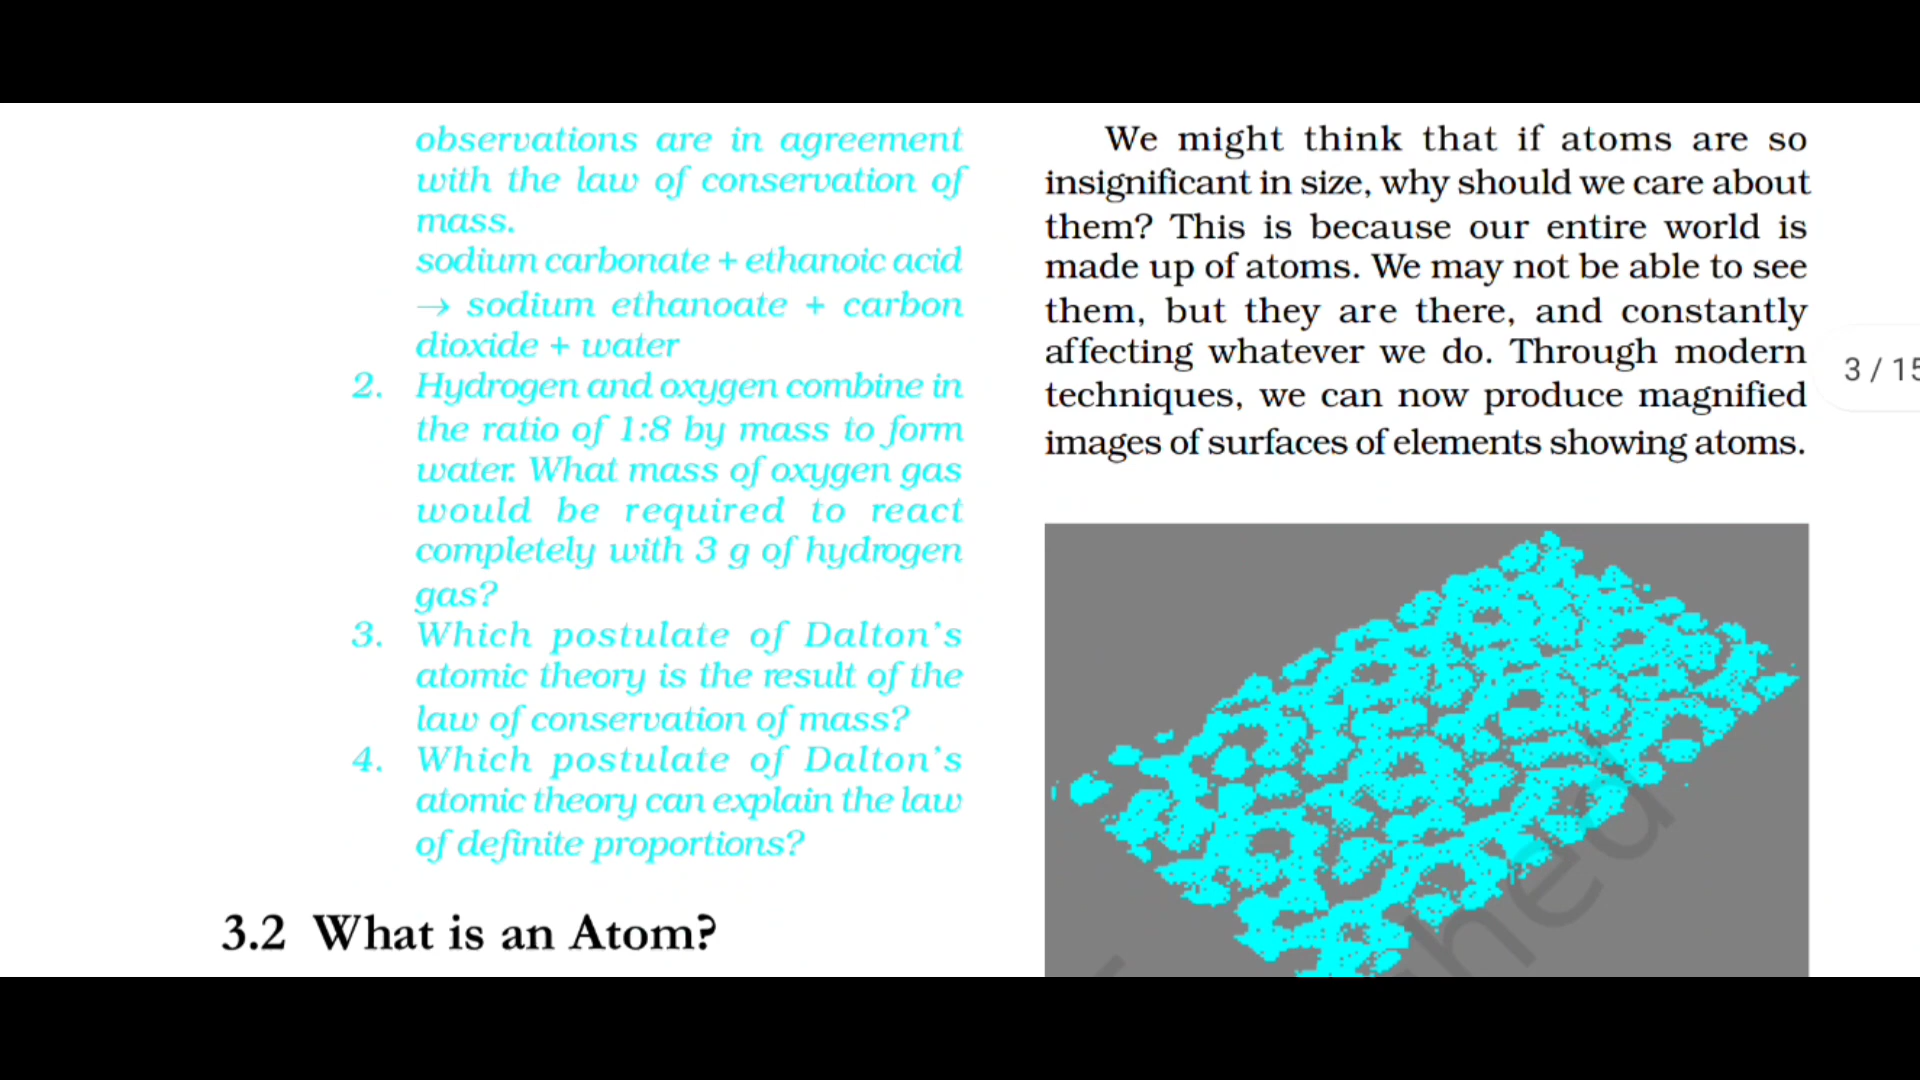 observations are in agreement
with the law of conservation of
mass.
sodium carbonate + ethanoic acid
→ sodium ethanoate + carbon
dioxide + water
2. Hydrogen and oxygen combine in
the ratio of 1:8 by mass to form
water. What mass of oxygen gas
would be required to react
completely with 3 g of hydrogen
gas?
3. Which postulate of Dalton's
atomic theory is the result of the
law of conservation of mass?
4. Which postulate of Dalton's
atomic theory can explain the law
of definite proportions?
3.2 What is an Atom?
We might think that if atoms are so
insignificant in size, why should we care about
them? This is because our entire world is
made up of atoms. We may not be able to see
them, but they are there, and constantly
affecting whatever we do. Through modern
techniques, we can now produce magnified
images of surfaces of elements showing atoms.
3 / 15